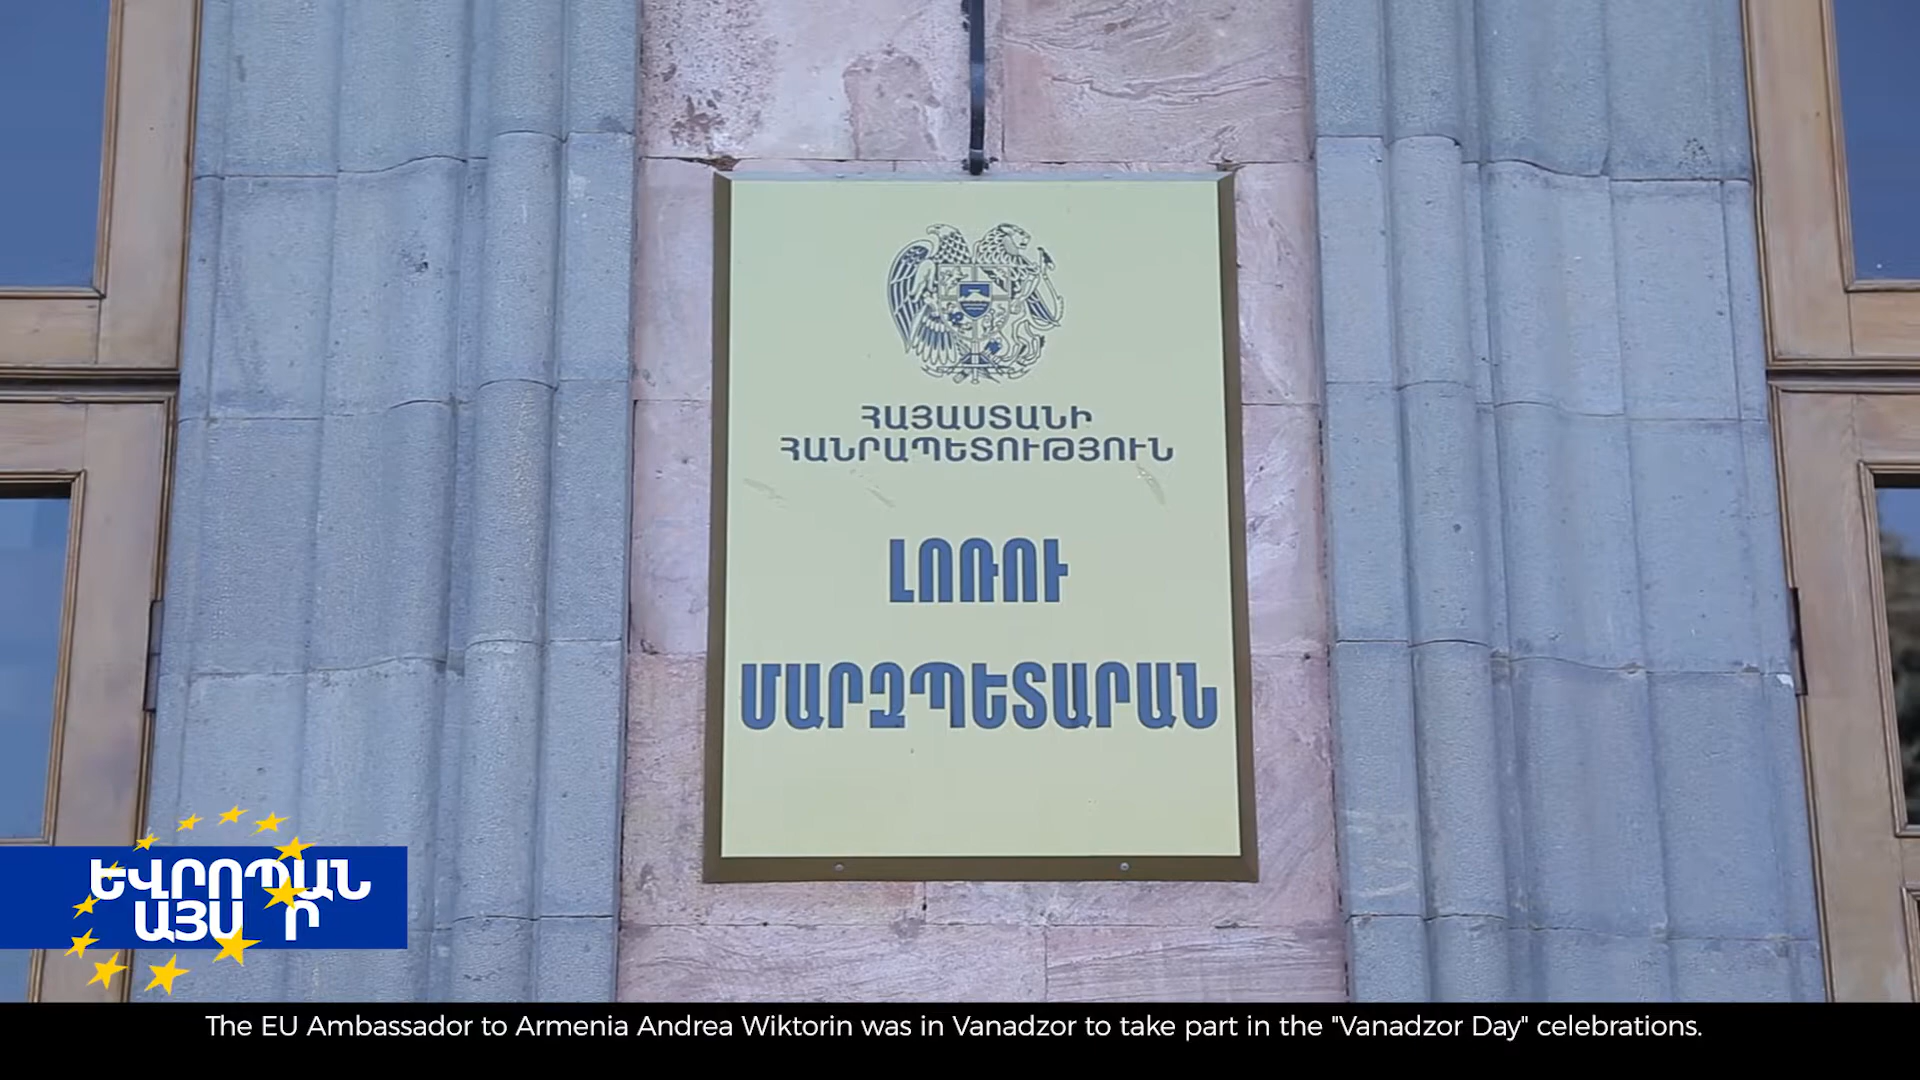 ՀԱՅԱՍՏԱՆԻ
ՀԱՆՐԱՊԵՏՈՒԹՅՈՒՆ
ԼՈՌՈՒ
ՄԱՐԶՊԵՏԱՐԱՆ
ԵՎՐՈՊԱՆ
The EU Ambassador to Armenia Andrea Wiktorin was in Vanadzor to take part in the "Vanadzor Day" celebrations.